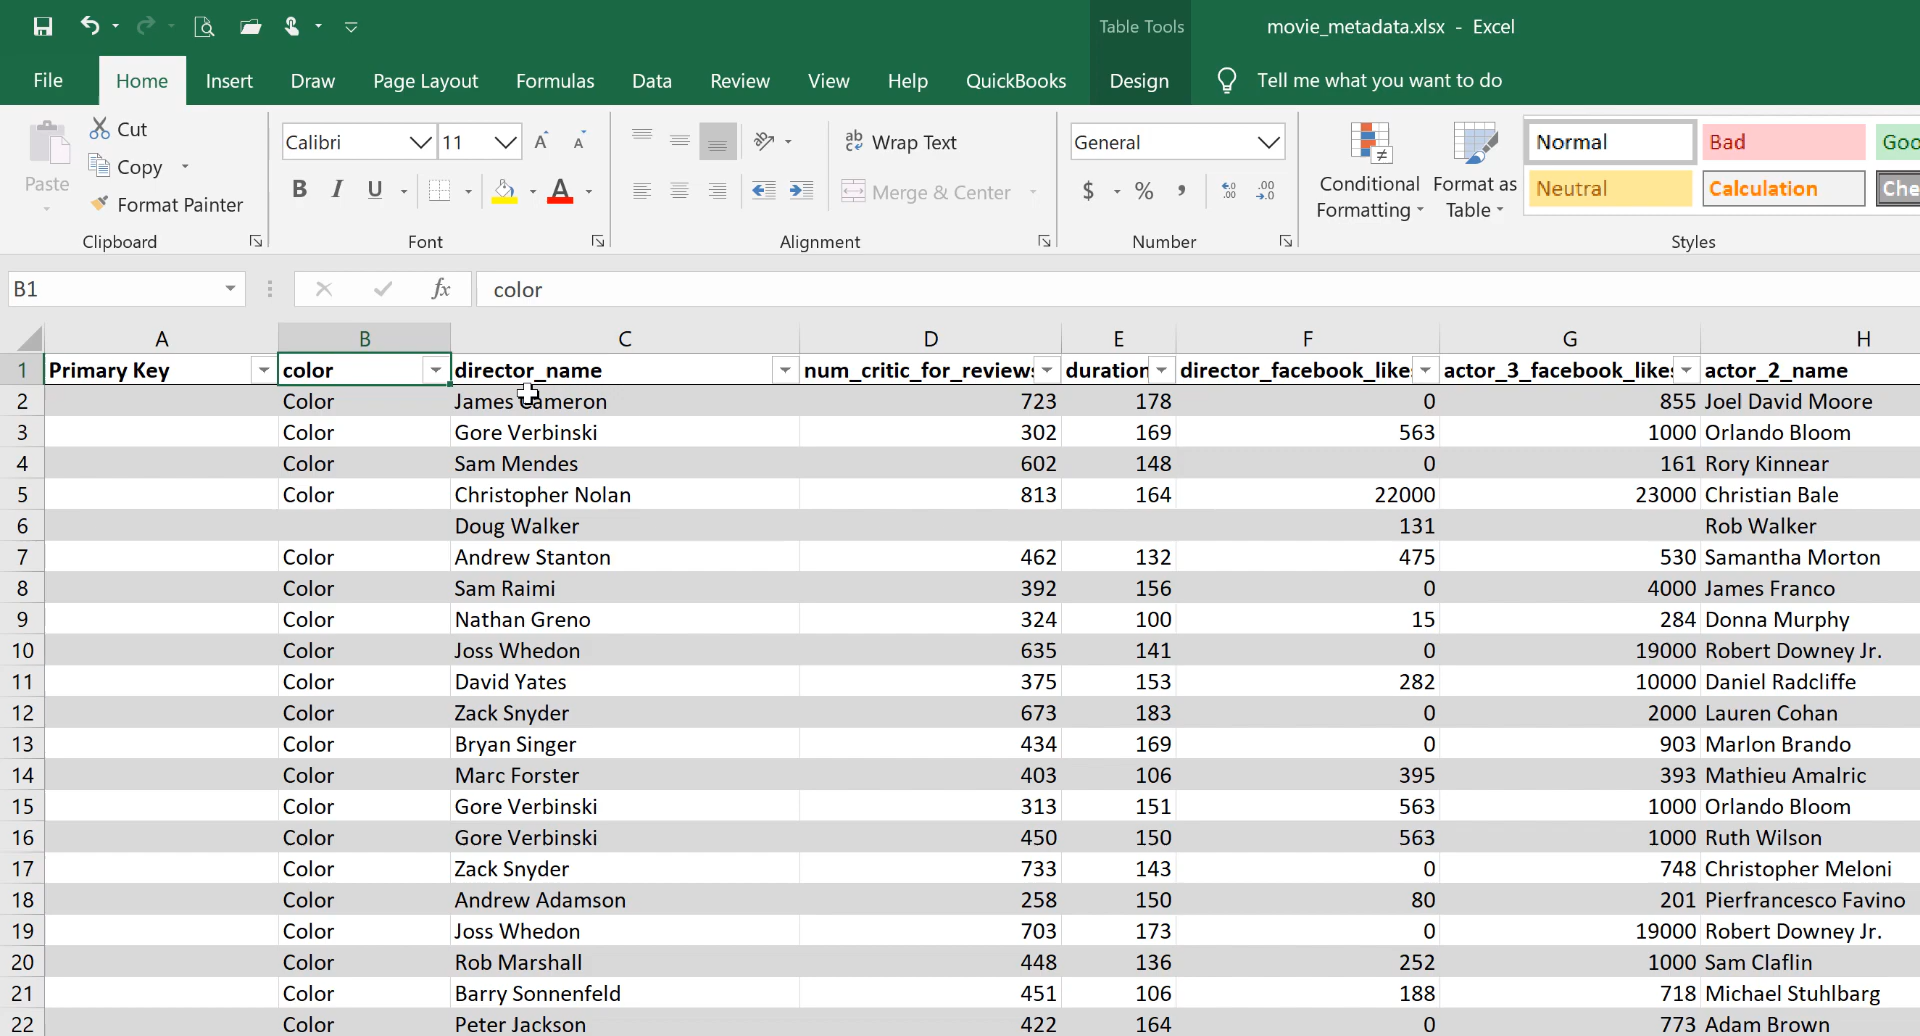 Table Tools movie_metadata.xlsx - Excel
File Home Insert Draw Page Layout Formulas Data Review View Help QuickBooks Design Tell me what you want to do
Paste
Cut
Copy
Format Painter
Clipboard
Calibri 11 A A
B I U A
Font
ab Wrap Text
Merge & Center
Alignment
General
$ % ,
Number
Conditional Formatting
Format as Table
Normal Bad Goo
Neutral Calculation Che
Styles
B1 fx color
A B C D E F G H
1 Primary Key color director_name num_critic_for_reviews duration director_facebook_likes actor_3_facebook_likes actor_2_name
2 Color James Cameron 723 178 0 855 Joel David Moore
3 Color Gore Verbinski 302 169 563 1000 Orlando Bloom
4 Color Sam Mendes 602 148 0 161 Rory Kinnear
5 Color Christopher Nolan 813 164 22000 23000 Christian Bale
6 Doug Walker 131 Rob Walker
7 Color Andrew Stanton 462 132 475 530 Samantha Morton
8 Color Sam Raimi 392 156 0 4000 James Franco
9 Color Nathan Greno 324 100 15 284 Donna Murphy
10 Color Joss Whedon 635 141 0 19000 Robert Downey Jr.
11 Color David Yates 375 153 282 10000 Daniel Radcliffe
12 Color Zack Snyder 673 183 0 2000 Lauren Cohan
13 Color Bryan Singer 434 169 0 903 Marlon Brando
14 Color Marc Forster 403 106 395 393 Mathieu Amalric
15 Color Gore Verbinski 313 151 563 1000 Orlando Bloom
16 Color Gore Verbinski 450 150 563 1000 Ruth Wilson
17 Color Zack Snyder 733 143 0 748 Christopher Meloni
18 Color Andrew Adamson 258 150 80 201 Pierfrancesco Favino
19 Color Joss Whedon 703 173 0 19000 Robert Downey Jr.
20 Color Rob Marshall 448 136 252 1000 Sam Claflin
21 Color Barry Sonnenfeld 451 106 188 718 Michael Stuhlbarg
22 Color Peter Jackson 422 164 0 773 Adam Brown